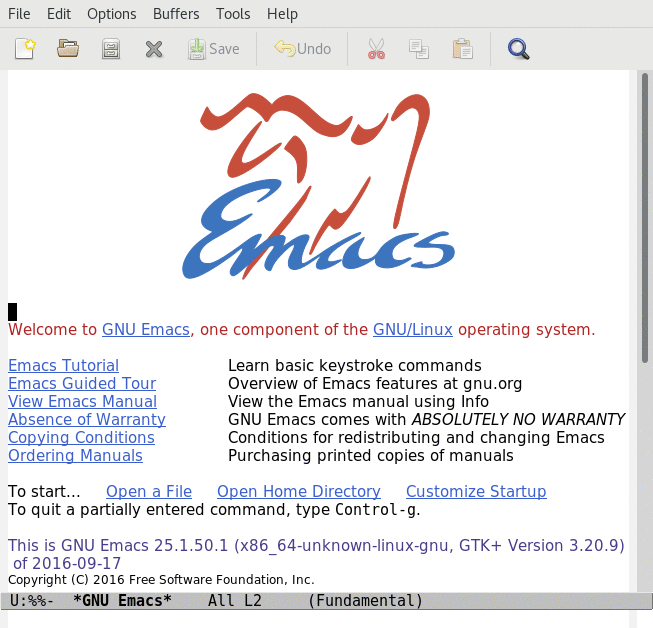 File Edit Options Buffers Tools Help
Save Undo
Emacs
Welcome to GNU Emacs, one component of the GNU/Linux operating system.
Emacs Tutorial Learn basic keystroke commands
Emacs Guided Tour Overview of Emacs features at gnu.org
View Emacs Manual View the Emacs manual using Info
Absence of Warranty GNU Emacs comes with ABSOLUTELY NO WARRANTY
Copying Conditions Conditions for redistributing and changing Emacs
Ordering Manuals Purchasing printed copies of manuals
To start... Open a File Open Home Directory Customize Startup
To quit a partially entered command, type Control-g.
This is GNU Emacs 25.1.50.1 (x86_64-unknown-linux-gnu, GTK+ Version 3.20.9)
of 2016-09-17
Copyright (C) 2016 Free Software Foundation, Inc.
U:%%- *GNU Emacs* All L2 (Fundamental)